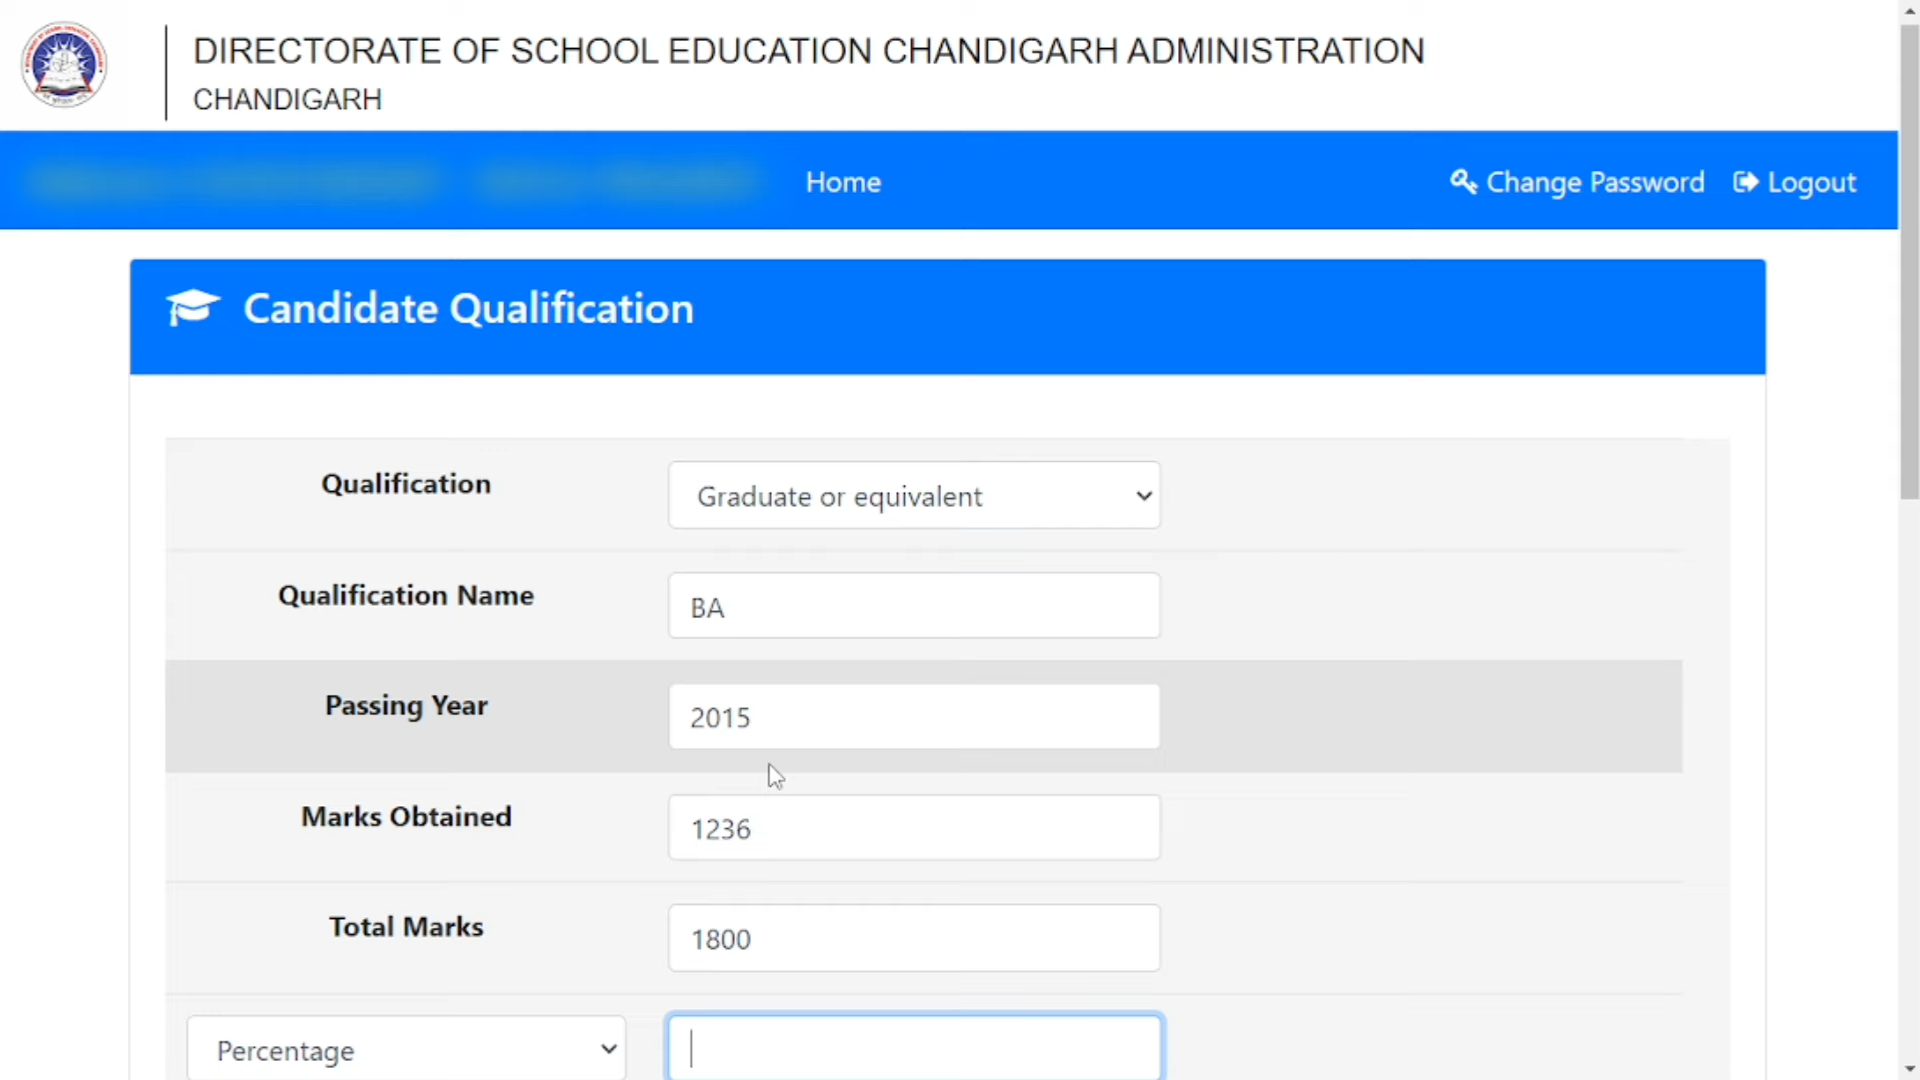 DIRECTORATE OF SCHOOL EDUCATION CHANDIGARH ADMINISTRATION
CHANDIGARH
Home
Change Password
Logout
Candidate Qualification
Qualification
Graduate or equivalent
Qualification Name
BA
Passing Year
2015
Marks Obtained
1236
Total Marks
1800
Percentage